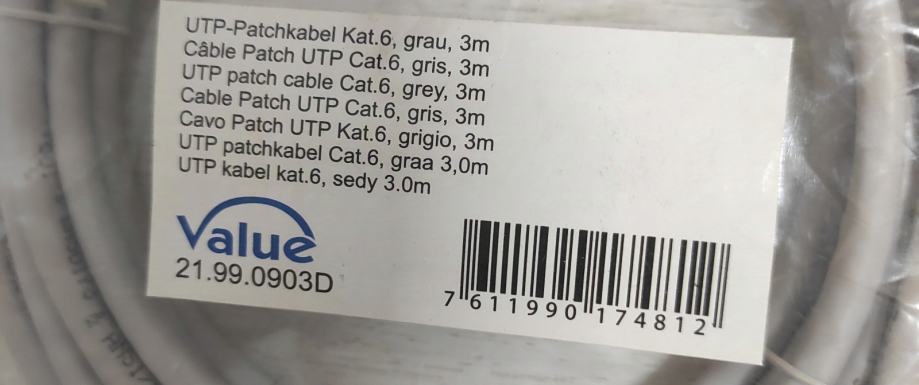 UTP-Patchkabel Kat.6, grau, 3m
Câble Patch UTP Cat.6, gris, 3m
UTP patch cable Cat.6, grey, 3m
Cable Patch UTP Cat.6, gris, 3m
Cavo Patch UTP Kat.6, grigio, 3m
UTP patchkabel Cat.6, graa 3,0m
UTP kabel kat.6, sedy 3.0m
Value
21.99.0903D
7 611990 174812